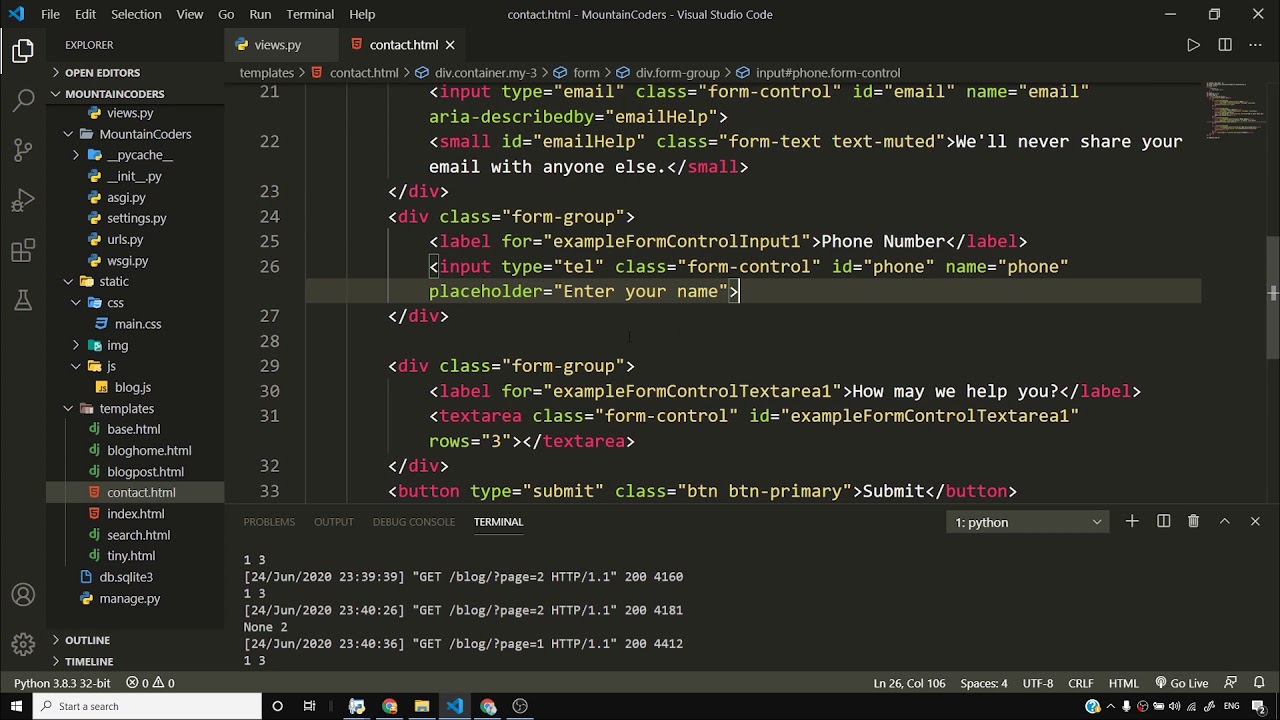 File Edit Selection View Go Run Terminal Help
contact.html - MountainCoders - Visual Studio Code
EXPLORER
views.py
contact.html
OPEN EDITORS
templates > contact.html > div.container.my-3 > form > div.form-group > input#phone.form-control
MOUNTAINCODERS
views.py
MountainCoders
__pycache__
__init__.py
asgi.py
settings.py
urls.py
wsgi.py
static
css
main.css
img
js
blog.js
templates
base.html
bloghome.html
blogpost.html
contact.html
index.html
search.html
tiny.html
db.sqlite3
manage.py
OUTLINE
TIMELINE
21 <input type="email" class="form-control" id="email" name="email"
aria-describedby="emailHelp">
22 <small id="emailHelp" class="form-text text-muted">We'll never share your
email with anyone else.</small>
23 </div>
24 <div class="form-group">
25 <label for="exampleFormControlInput1">Phone Number</label>
26 <input type="tel" class="form-control" id="phone" name="phone"
placeholder="Enter your name">
27 </div>
28
29 <div class="form-group">
30 <label for="exampleFormControlTextarea1">How may we help you?</label>
31 <textarea class="form-control" id="exampleFormControlTextarea1"
rows="3"></textarea>
32 </div>
33 <button type="submit" class="btn btn-primary">Submit</button>
PROBLEMS OUTPUT DEBUG CONSOLE TERMINAL
1: python
1 3
[24/Jun/2020 23:39:39] "GET /blog/?page=2 HTTP/1.1" 200 4160
1 3
[24/Jun/2020 23:40:26] "GET /blog/?page=2 HTTP/1.1" 200 4181
None 2
[24/Jun/2020 23:40:36] "GET /blog/?page=1 HTTP/1.1" 200 4412
1 3
Python 3.8.3 32-bit 0 0
Ln 26, Col 106 Spaces: 4 UTF-8 CRLF HTML Go Live
Start a search
ENG
2